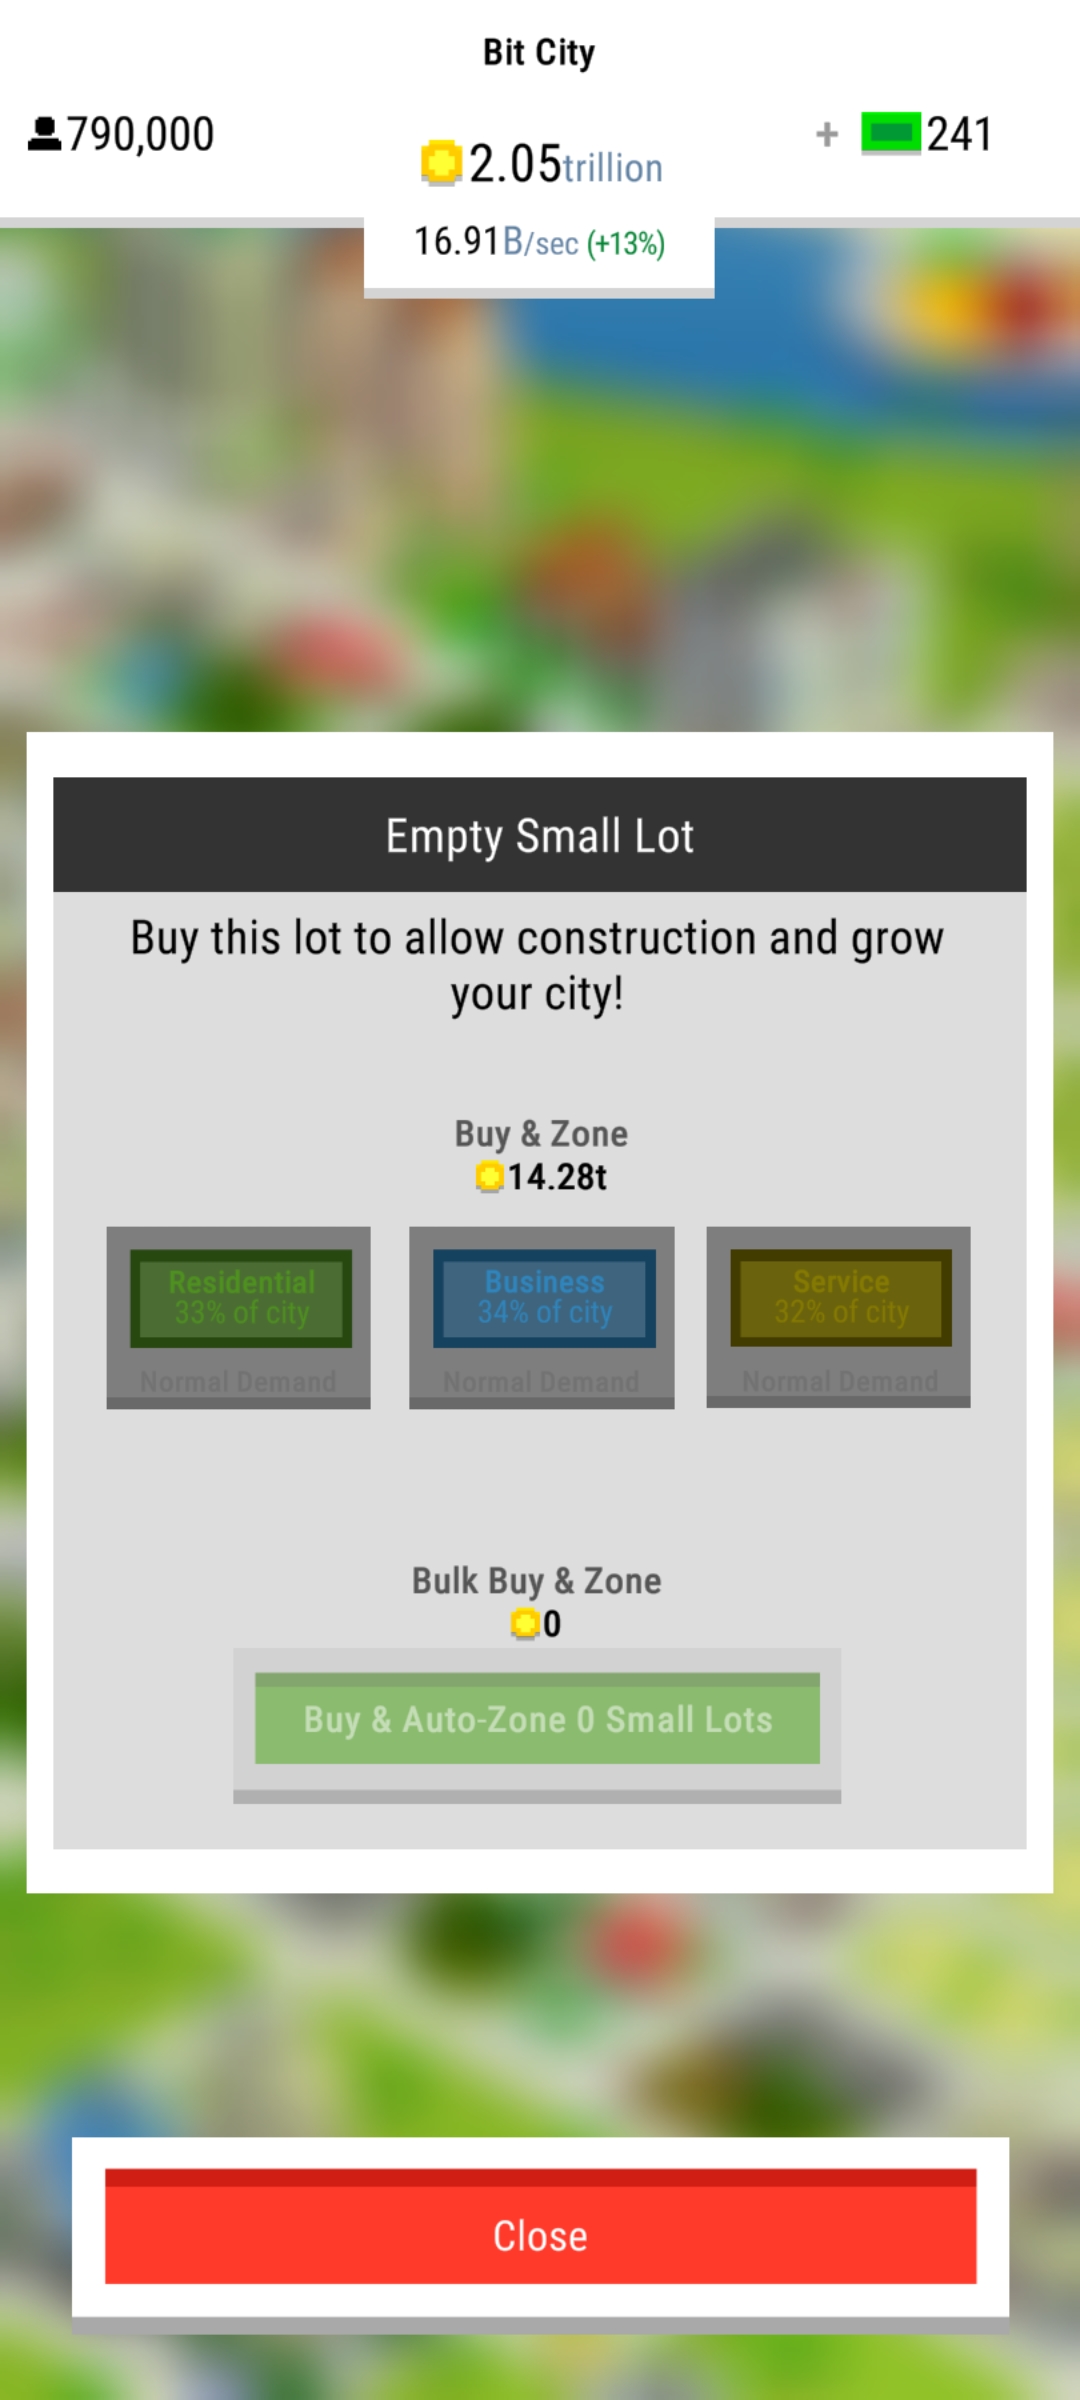 Bit City
790,000
2.05trillion
+ 241
16.91B/sec (+13%)
Empty Small Lot
Buy this lot to allow construction and grow
your city!
Buy & Zone
14.28t
Residential
33% of city
Normal Demand
Business
34% of city
Normal Demand
Service
32% of city
Normal Demand
Bulk Buy & Zone
0
Buy & Auto-Zone 0 Small Lots
Close